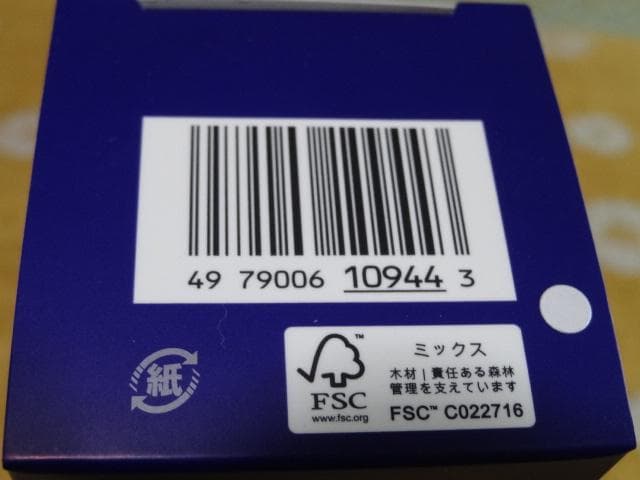 49 79006 10944 3
紙
FSC™
www.fsc.org
ミックス
木材|責任ある森林
管理を支えています
FSC™ C022716